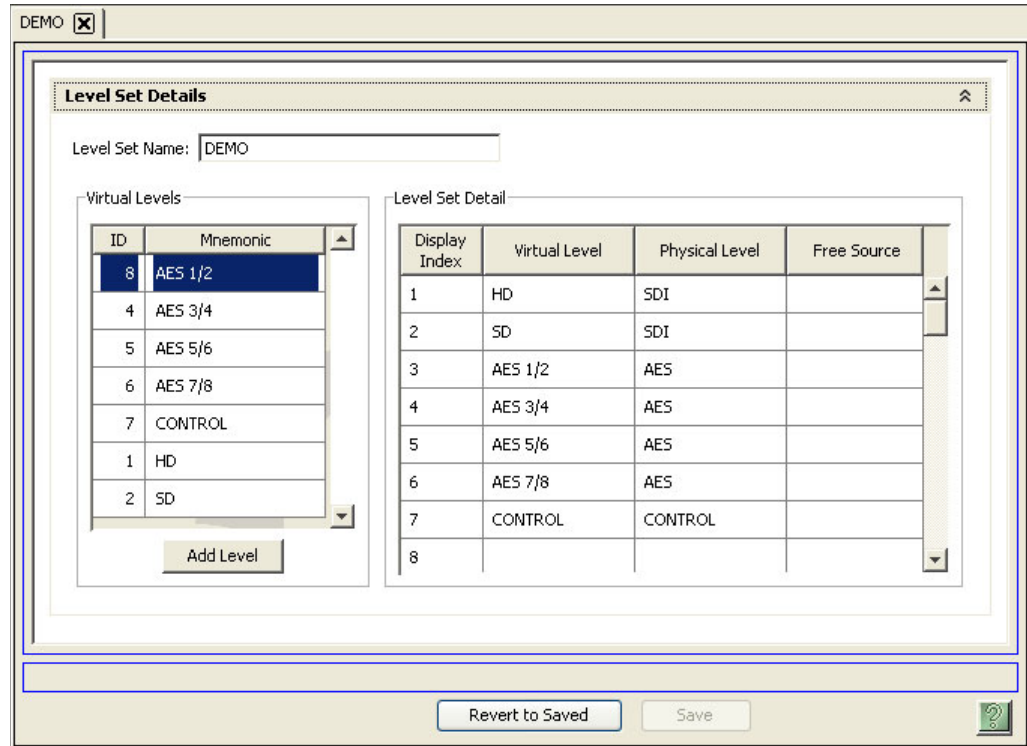 DEMO
Level Set Details
Level Set Name: DEMO
Virtual Levels
ID Mnemonic
8 AES 1/2
4 AES 3/4
5 AES 5/6
6 AES 7/8
7 CONTROL
1 HD
2 SD
Add Level
Level Set Detail
Display Index Virtual Level Physical Level Free Source
1 HD SDI
2 SD SDI
3 AES 1/2 AES
4 AES 3/4 AES
5 AES 5/6 AES
6 AES 7/8 AES
7 CONTROL CONTROL
8
Revert to Saved Save ?